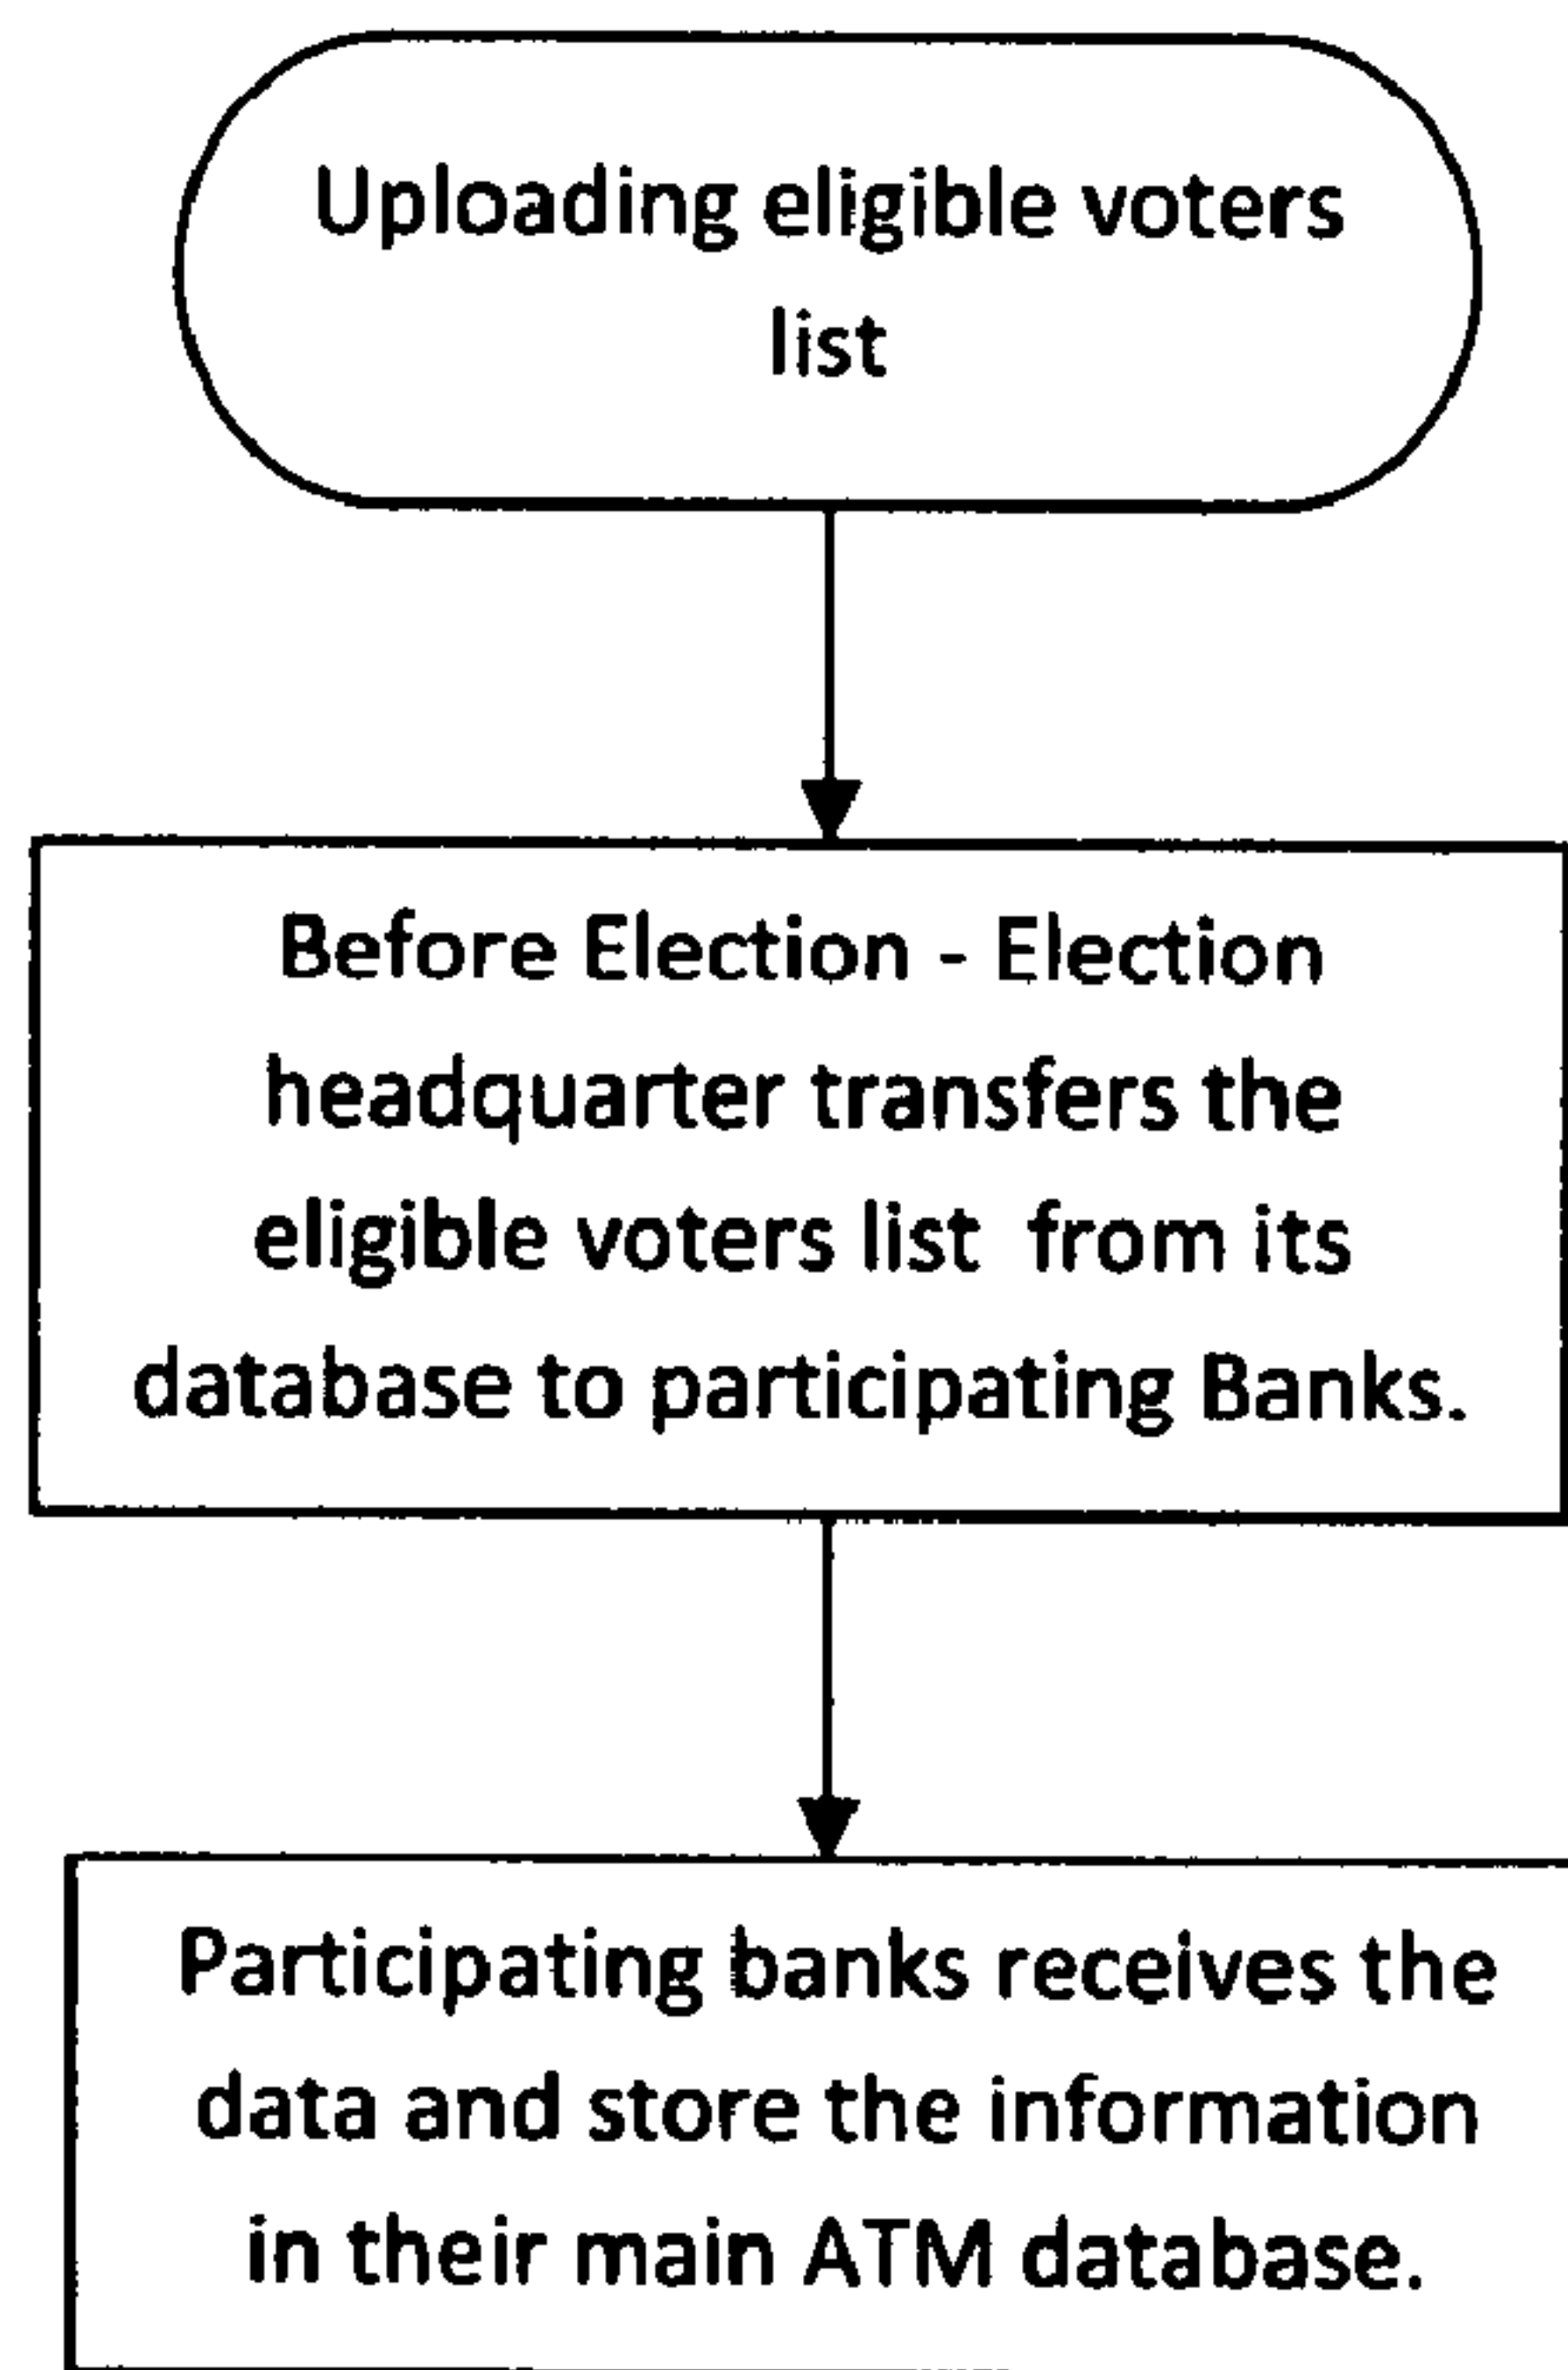 Uploading eligible voters
list
Before Election - Election
headquarter transfers the
eligible voters list from its
database to participating Banks.
Participating banks receives the
data and store the information
in their main ATM database.